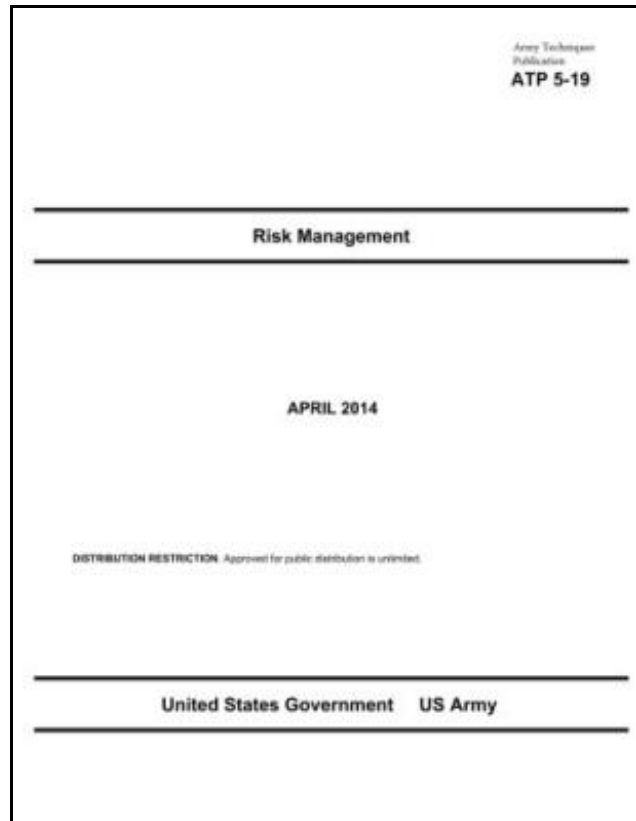 Army Techniques
Publication
ATP 5-19
Risk Management
APRIL 2014
DISTRIBUTION RESTRICTION Approved for public distribution is unlimited.
United States Government US Army